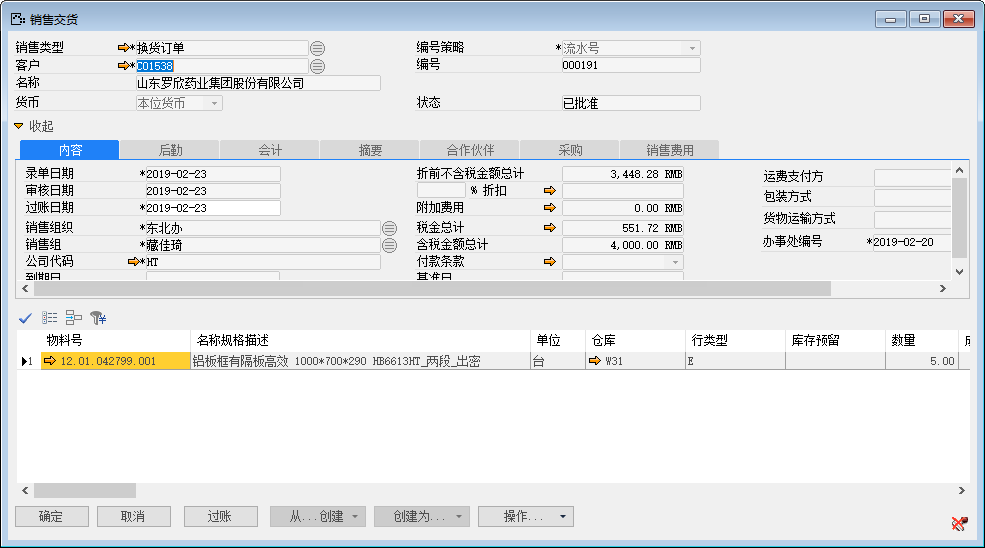 销售交货
销售类型 *换货订单 编号策略 *流水号
客户 *C01538 编号 000191
名称 山东罗欣药业集团股份有限公司
货币 本位货币 状态 已批准
收起
内容 后勤 会计 摘要 合作伙伴 采购 销售费用
录单日期 *2019-02-23 折前不含税金额总计 3,448.28 RMB 运费支付方
审核日期 2019-02-23 % 折扣 包装方式
过账日期 *2019-02-23 附加费用 0.00 RMB 货物运输方式
销售组织 *东北办 税金总计 551.72 RMB
销售组 *藏佳琦 含税金额总计 4,000.00 RMB 办事处编号 *2019-02-20
公司代码 *HT 付款条款
到期日 基准日
物料号 名称规格描述 单位 仓库 行类型 库存预留 数量
1 12.01.042799.001 铝板框有隔板高效 1000*700*290 HB6613HT_两段_出密 台 W31 E 5.00
确定 取消 过账 从...创建 创建为... 操作...